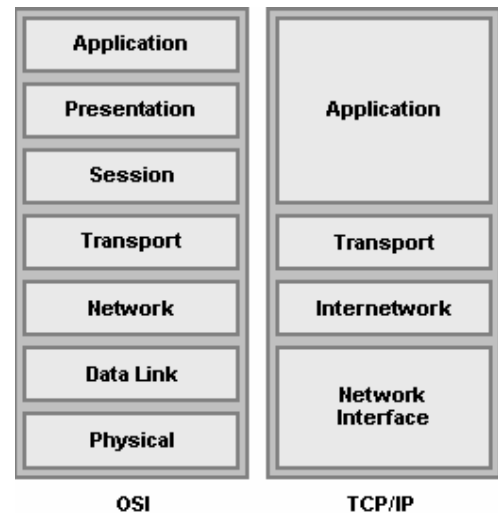 Application
Presentation
Session
Transport
Network
Data Link
Physical
OSI
Application
Transport
Internetwork
Network
Interface
TCP/IP